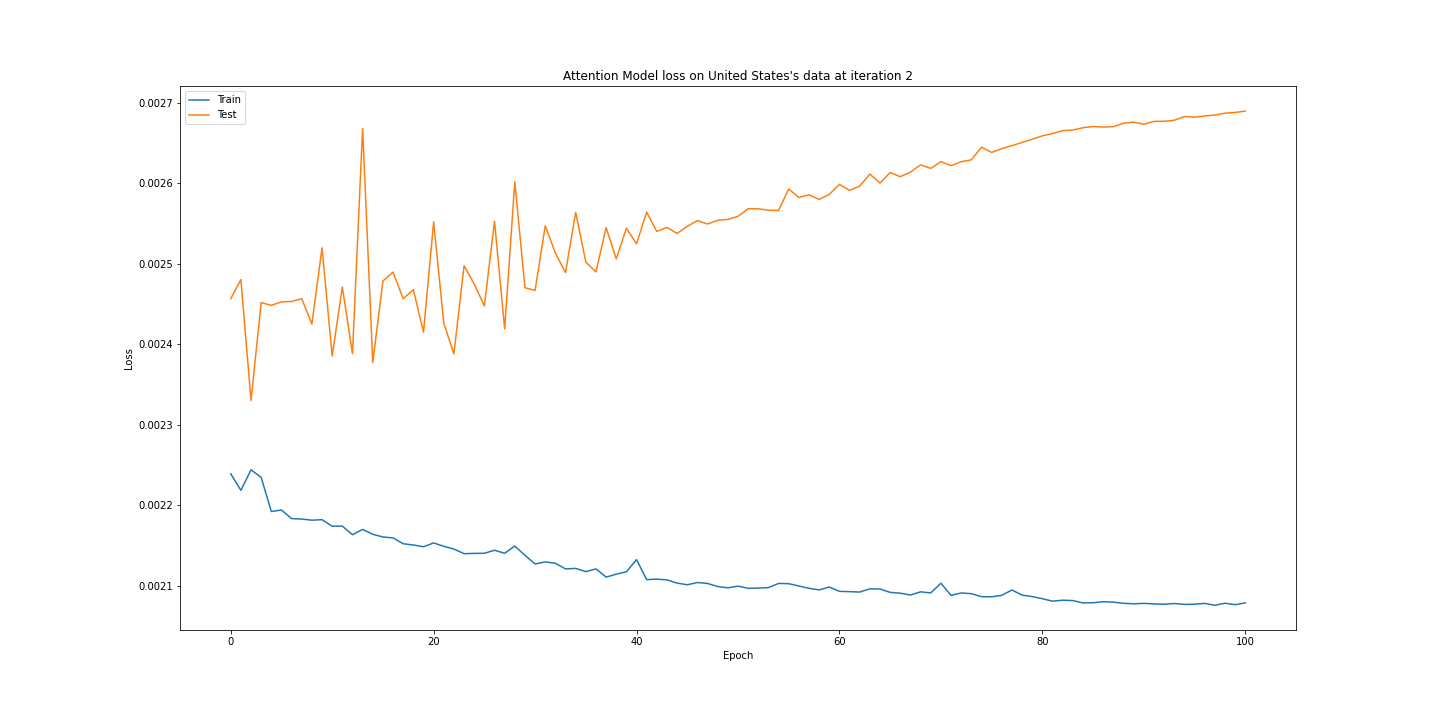 Attention Model loss on United States's data at iteration 2
Train
Test
0.0027
0.0026
0.0025
0.0024
0.0023
0.0022
0.0021
Loss
0 20 40 60 80 100
Epoch